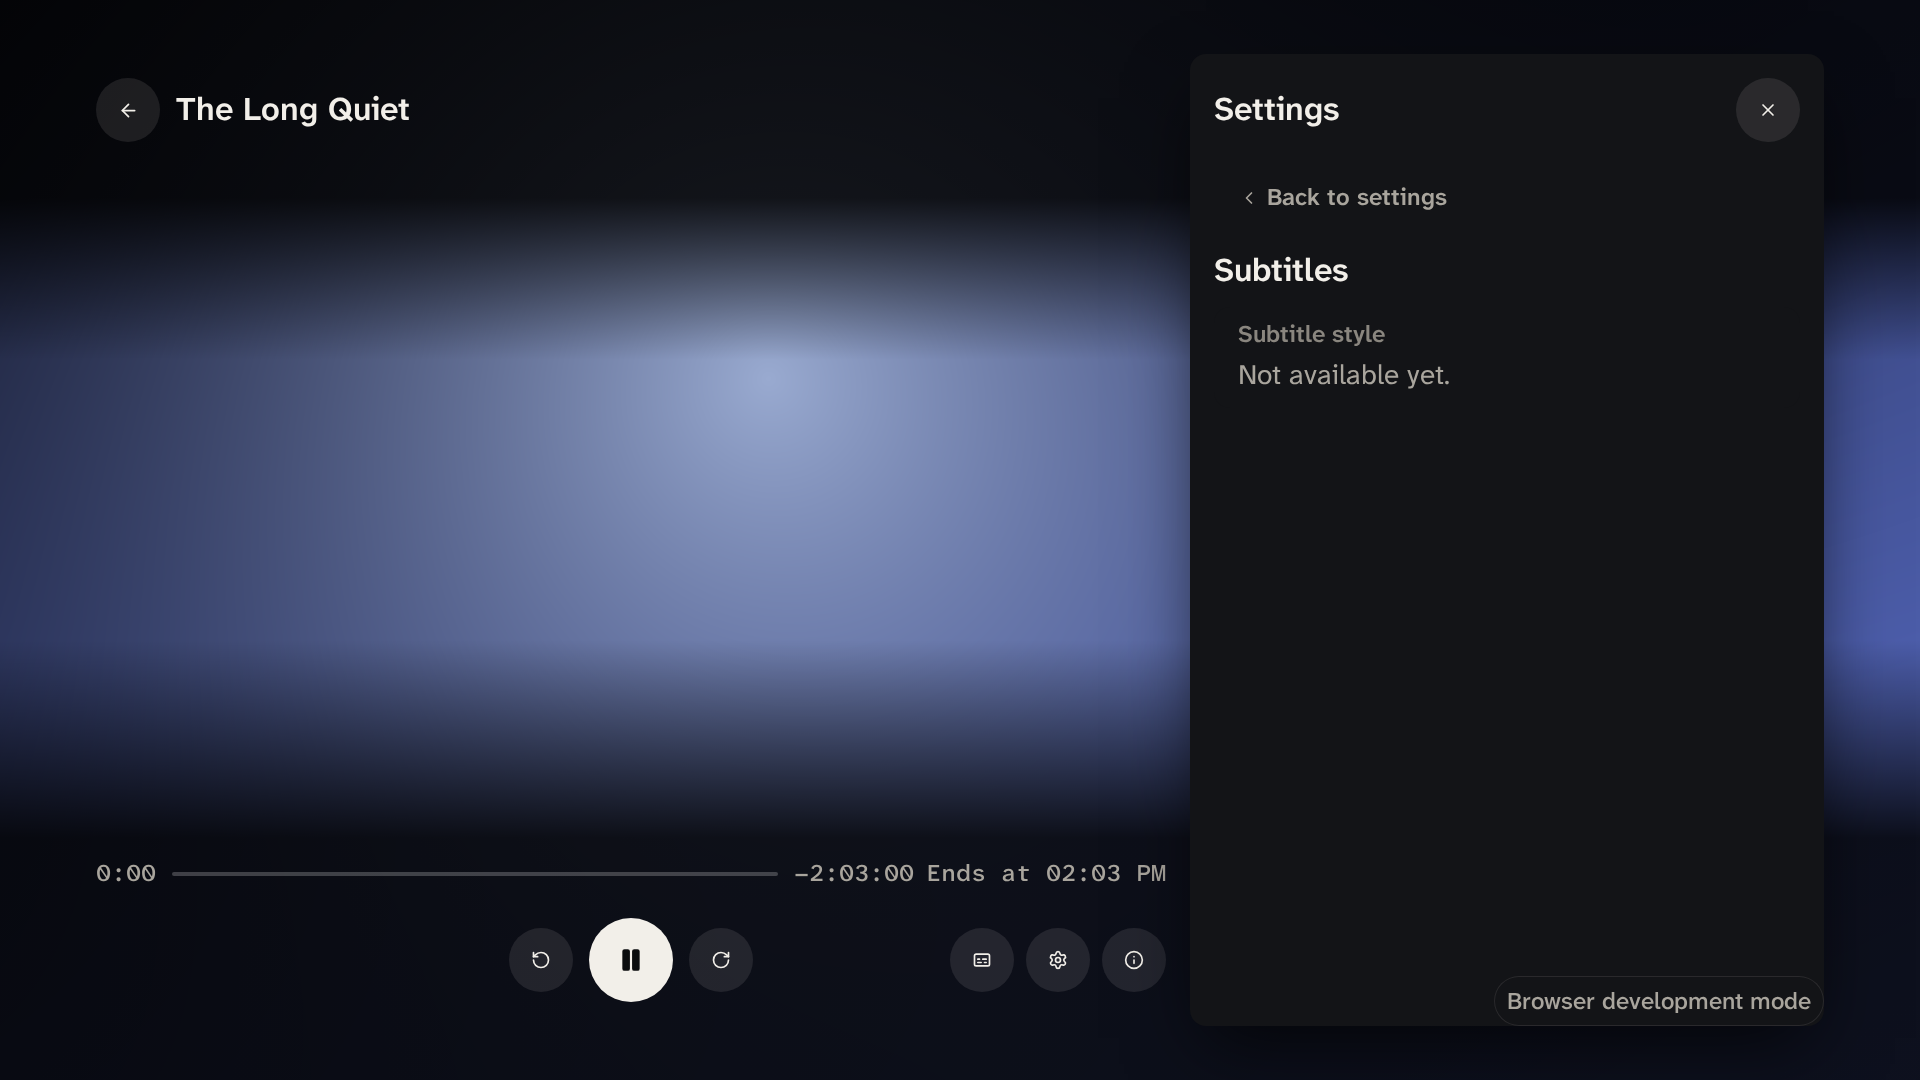 The Long Quiet
Settings
Back to settings
Subtitles
Subtitle style
Not available yet.
0:00
−2:03:00 Ends at 02:03 PM
Browser development mode